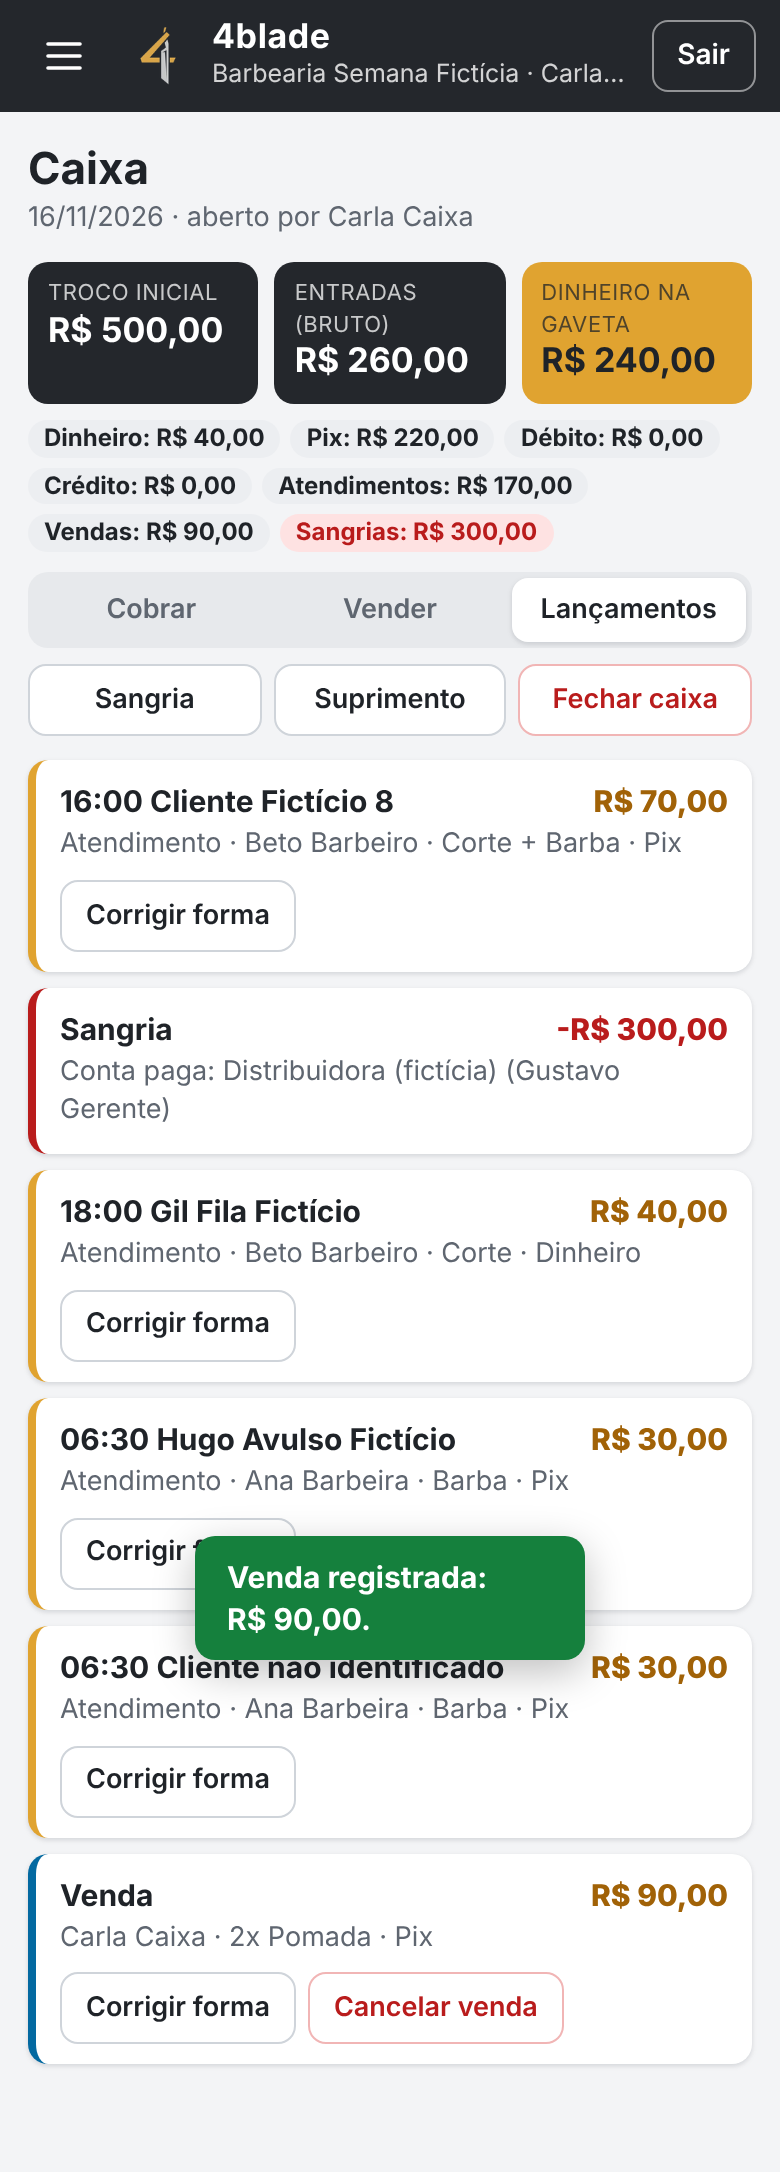 4blade
Barbearia Semana Fictícia · Carla...
Sair
Caixa
16/11/2026 · aberto por Carla Caixa
TROCO INICIAL
R$ 500,00
ENTRADAS
(BRUTO)
R$ 260,00
DINHEIRO NA
GAVETA
R$ 240,00
Dinheiro: R$ 40,00
Pix: R$ 220,00
Débito: R$ 0,00
Crédito: R$ 0,00
Atendimentos: R$ 170,00
Vendas: R$ 90,00
Sangrias: R$ 300,00
Cobrar
Vender
Lançamentos
Sangria
Suprimento
Fechar caixa
16:00 Cliente Fictício 8
R$ 70,00
Atendimento · Beto Barbeiro · Corte + Barba · Pix
Corrigir forma
Sangria
-R$ 300,00
Conta paga: Distribuidora (fictícia) (Gustavo
Gerente)
18:00 Gil Fila Fictício
R$ 40,00
Atendimento · Beto Barbeiro · Corte · Dinheiro
Corrigir forma
06:30 Hugo Avulso Fictício
R$ 30,00
Atendimento · Ana Barbeira · Barba · Pix
Corrigir
Venda registrada:
R$ 90,00.
06:30 Cliente não identificado
R$ 30,00
Atendimento · Ana Barbeira · Barba · Pix
Corrigir forma
Venda
R$ 90,00
Carla Caixa · 2x Pomada · Pix
Corrigir forma
Cancelar venda